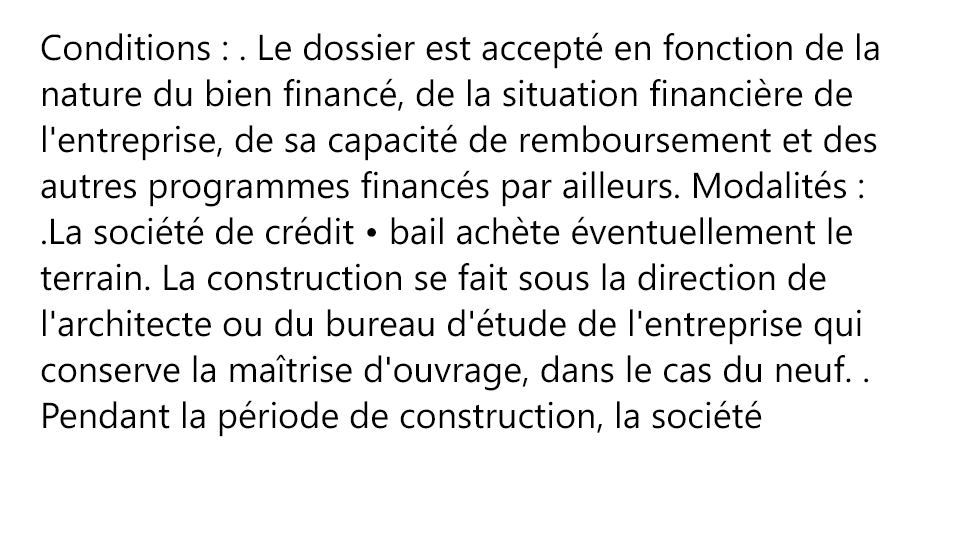 Conditions : . Le dossier est accepté en fonction de la
nature du bien financé, de la situation financière de
l'entreprise, de sa capacité de remboursement et des
autres programmes financés par ailleurs. Modalités :
.La société de crédit • bail achète éventuellement le
terrain. La construction se fait sous la direction de
l'architecte ou du bureau d'étude de l'entreprise qui
conserve la maîtrise d'ouvrage, dans le cas du neuf. .
Pendant la période de construction, la société